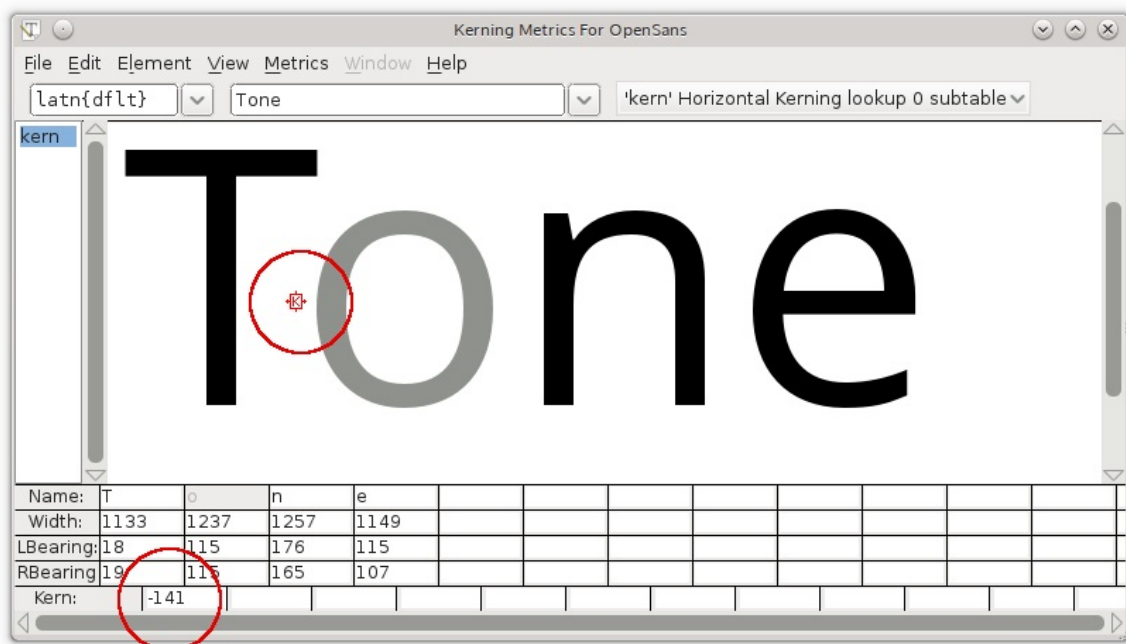 Kerning Metrics For OpenSans
File Edit Element View Metrics Window Help
latn{dflt} Tone 'kern' Horizontal Kerning lookup 0 subtable
kern
Tone
K
Name: T o n e
Width: 1133 1237 1257 1149
LBearing: 18 115 176 115
RBearing 19 115 165 107
Kern: -141